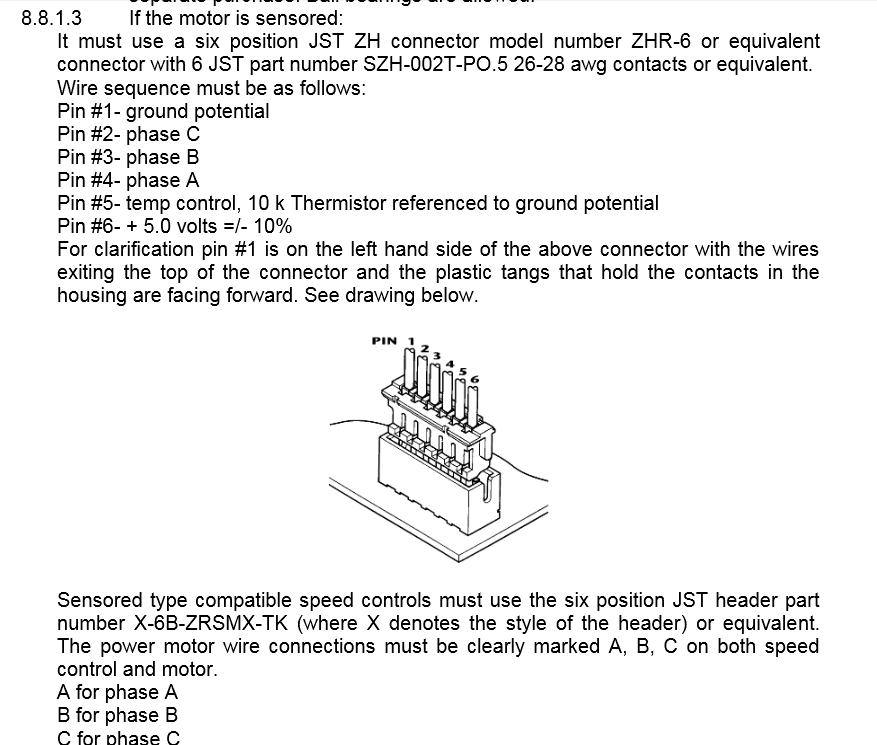 separate purchase. Ball bearings are allowed.
8.8.1.3 If the motor is sensored:
It must use a six position JST ZH connector model number ZHR-6 or equivalent
connector with 6 JST part number SZH-002T-PO.5 26-28 awg contacts or equivalent.
Wire sequence must be as follows:
Pin #1- ground potential
Pin #2- phase C
Pin #3- phase B
Pin #4- phase A
Pin #5- temp control, 10 k Thermistor referenced to ground potential
Pin #6- + 5.0 volts =/- 10%
For clarification pin #1 is on the left hand side of the above connector with the wires
exiting the top of the connector and the plastic tangs that hold the contacts in the
housing are facing forward. See drawing below.
PIN 1 2 3 4 5 6
Sensored type compatible speed controls must use the six position JST header part
number X-6B-ZRSMX-TK (where X denotes the style of the header) or equivalent.
The power motor wire connections must be clearly marked A, B, C on both speed
control and motor.
A for phase A
B for phase B
C for phase C